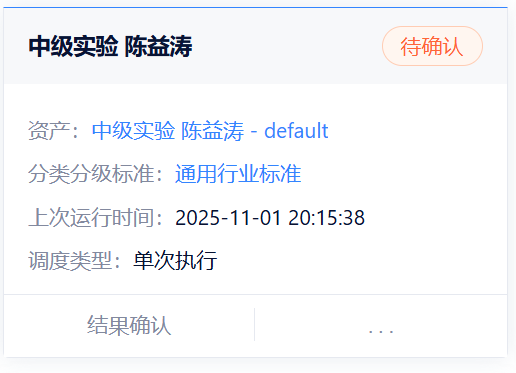 中级实验 陈益涛 待确认
资产：中级实验 陈益涛 - default
分类分级标准：通用行业标准
上次运行时间：2025-11-01 20:15:38
调度类型：单次执行
结果确认 ...